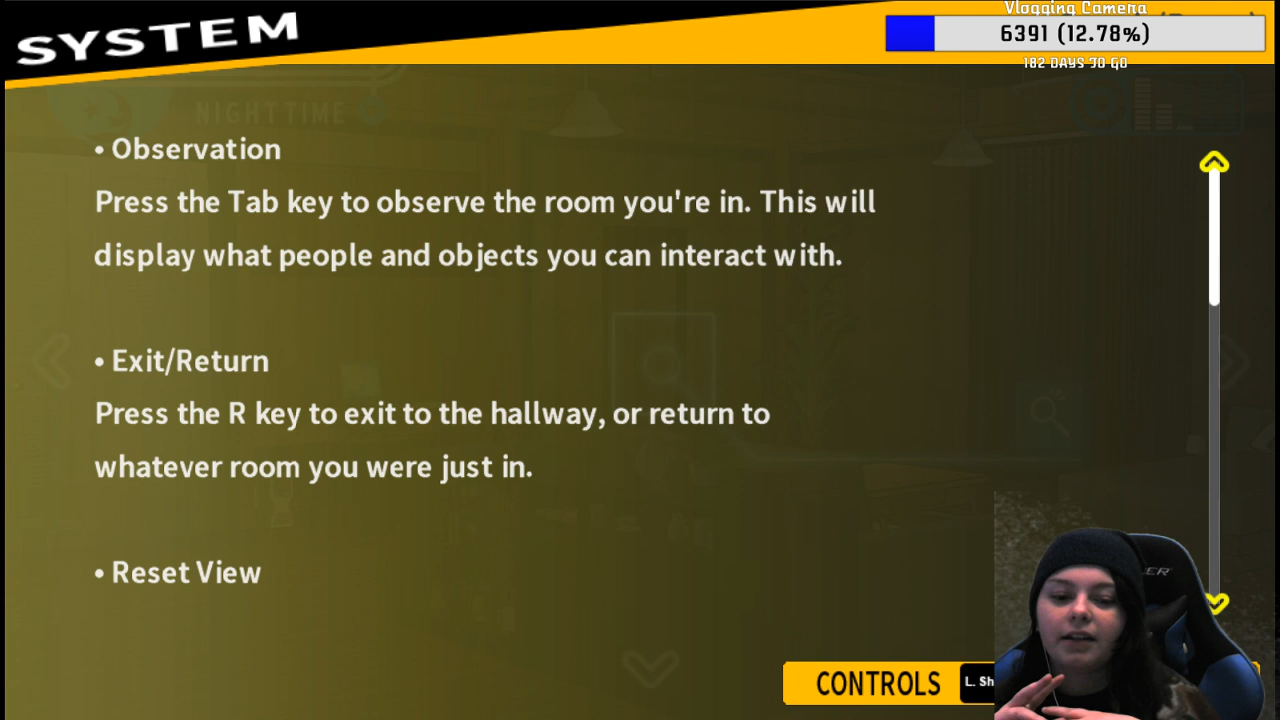 SYSTEM
Vlogging Camera
6391 (12.78%)
182 DAYS TO GO
NIGHTTIME
• Observation
Press the Tab key to observe the room you're in. This will
display what people and objects you can interact with.
• Exit/Return
Press the R key to exit to the hallway, or return to
whatever room you were just in.
• Reset View
CONTROLS
L. Sh